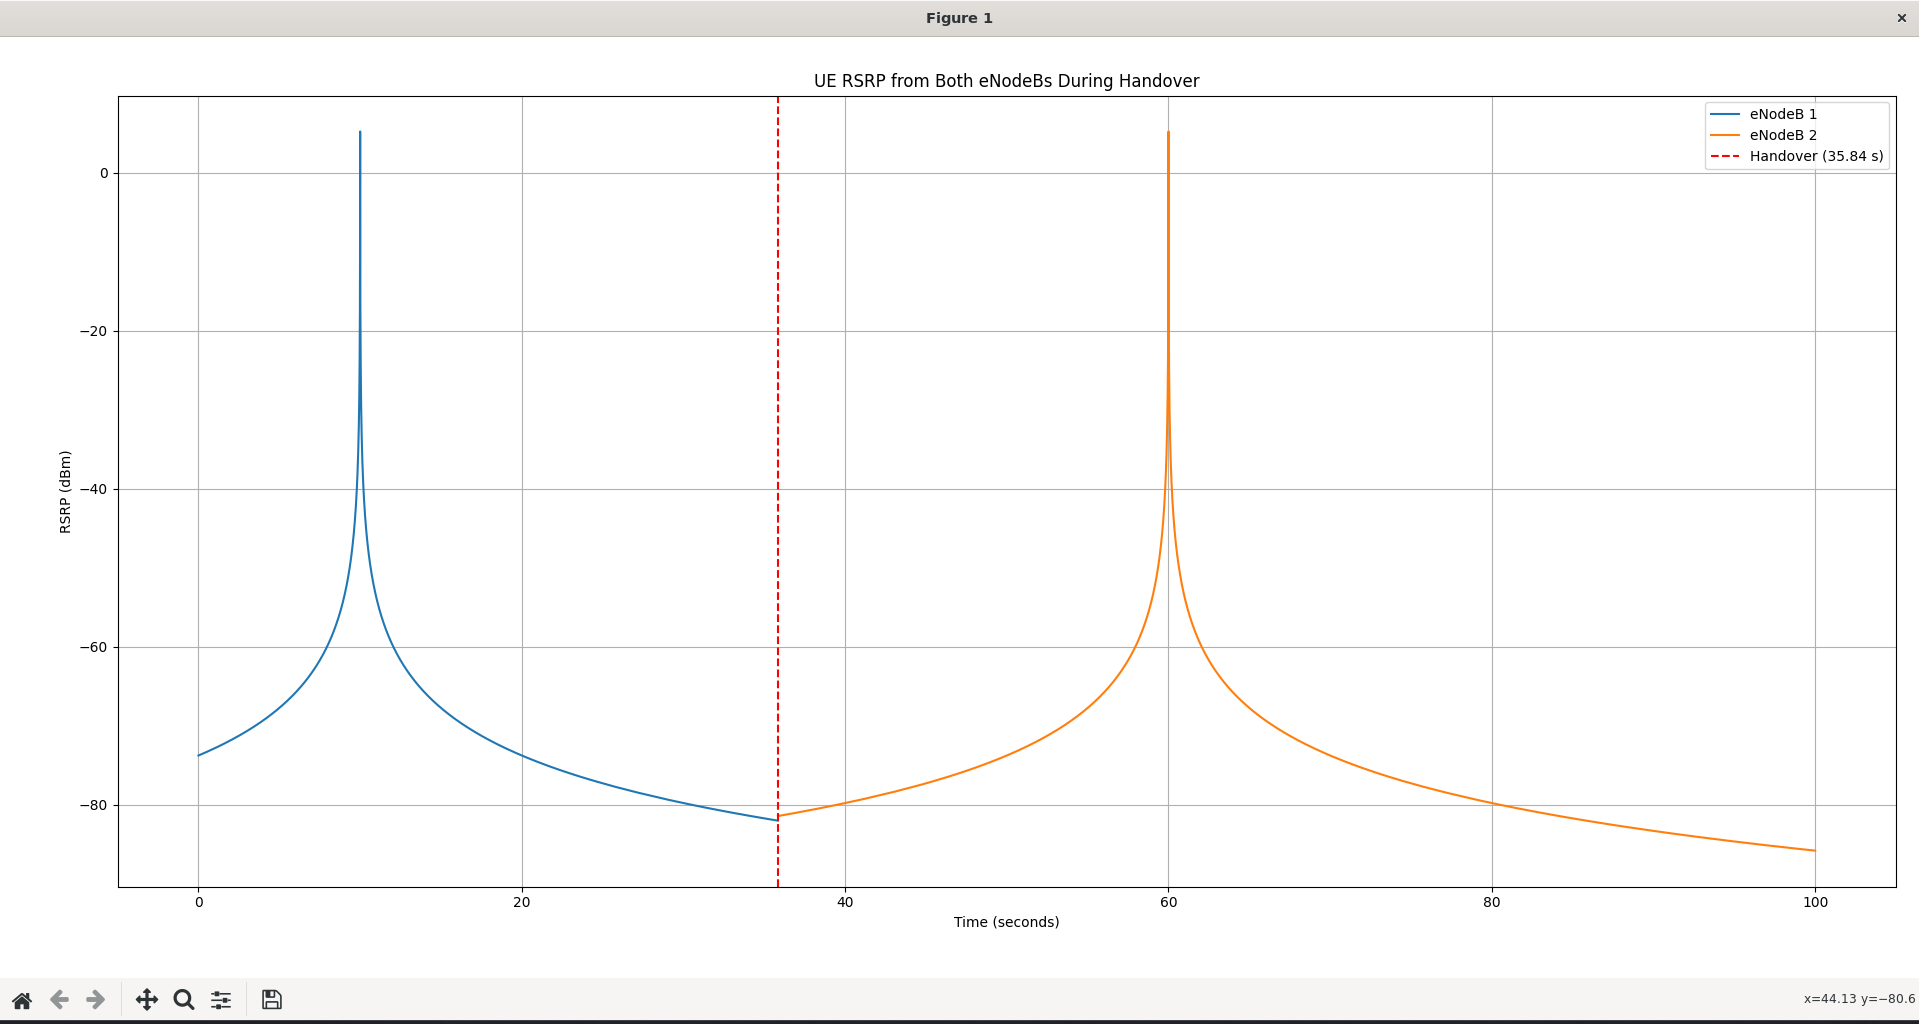 Figure 1
×
UE RSRP from Both eNodeBs During Handover
eNodeB 1
eNodeB 2
Handover (35.84 s)
RSRP (dBm)
0
−20
−40
−60
−80
0 20 40 60 80 100
Time (seconds)
x=44.13 y=−80.6